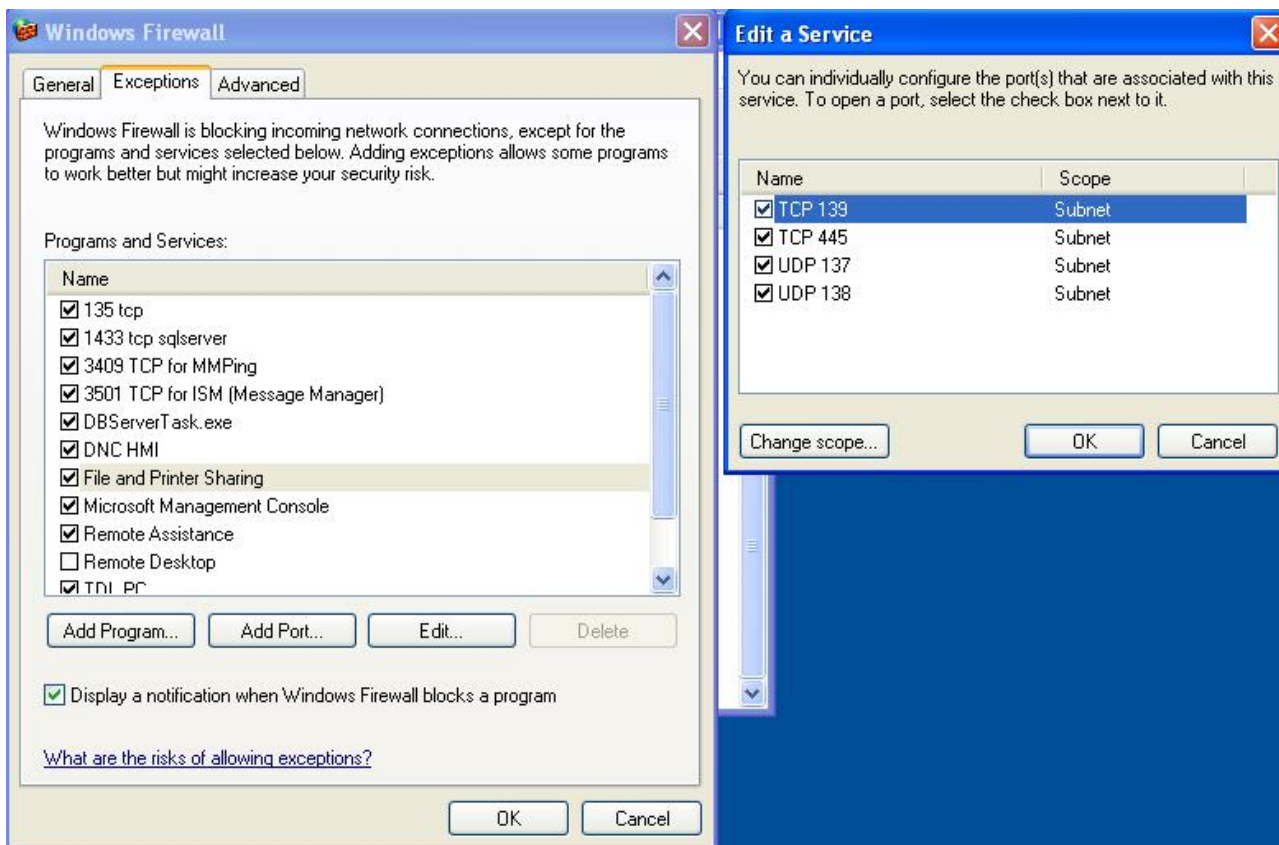 Windows Firewall
General Exceptions Advanced
Windows Firewall is blocking incoming network connections, except for the
programs and services selected below. Adding exceptions allows some programs
to work better but might increase your security risk.
Programs and Services:
Name
135 tcp
1433 tcp sqlserver
3409 TCP for MMPing
3501 TCP for ISM (Message Manager)
DBServerTask.exe
DNC HMI
File and Printer Sharing
Microsoft Management Console
Remote Assistance
Remote Desktop
Add Program... Add Port... Edit... Delete
Display a notification when Windows Firewall blocks a program
What are the risks of allowing exceptions?
OK Cancel
Edit a Service
You can individually configure the port(s) that are associated with this
service. To open a port, select the check box next to it.
Name Scope
TCP 139 Subnet
TCP 445 Subnet
UDP 137 Subnet
UDP 138 Subnet
Change scope... OK Cancel